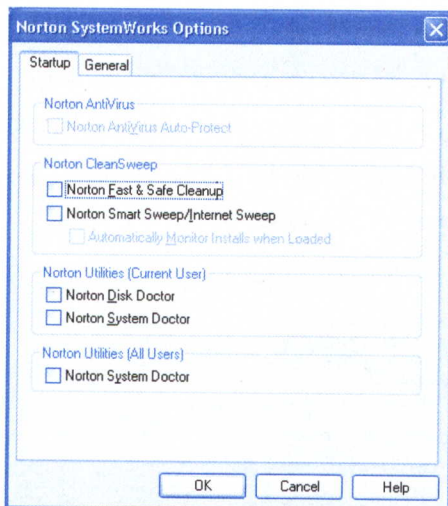 Norton SystemWorks Options
Startup
General
Norton AntiVirus
Norton AntiVirus Auto-Protect
Norton CleanSweep
Norton Fast & Safe Cleanup
Norton Smart Sweep/Internet Sweep
Automatically Monitor Installs when Loaded
Norton Utilities (Current User)
Norton Disk Doctor
Norton System Doctor
Norton Utilities (All Users)
Norton System Doctor
OK
Cancel
Help